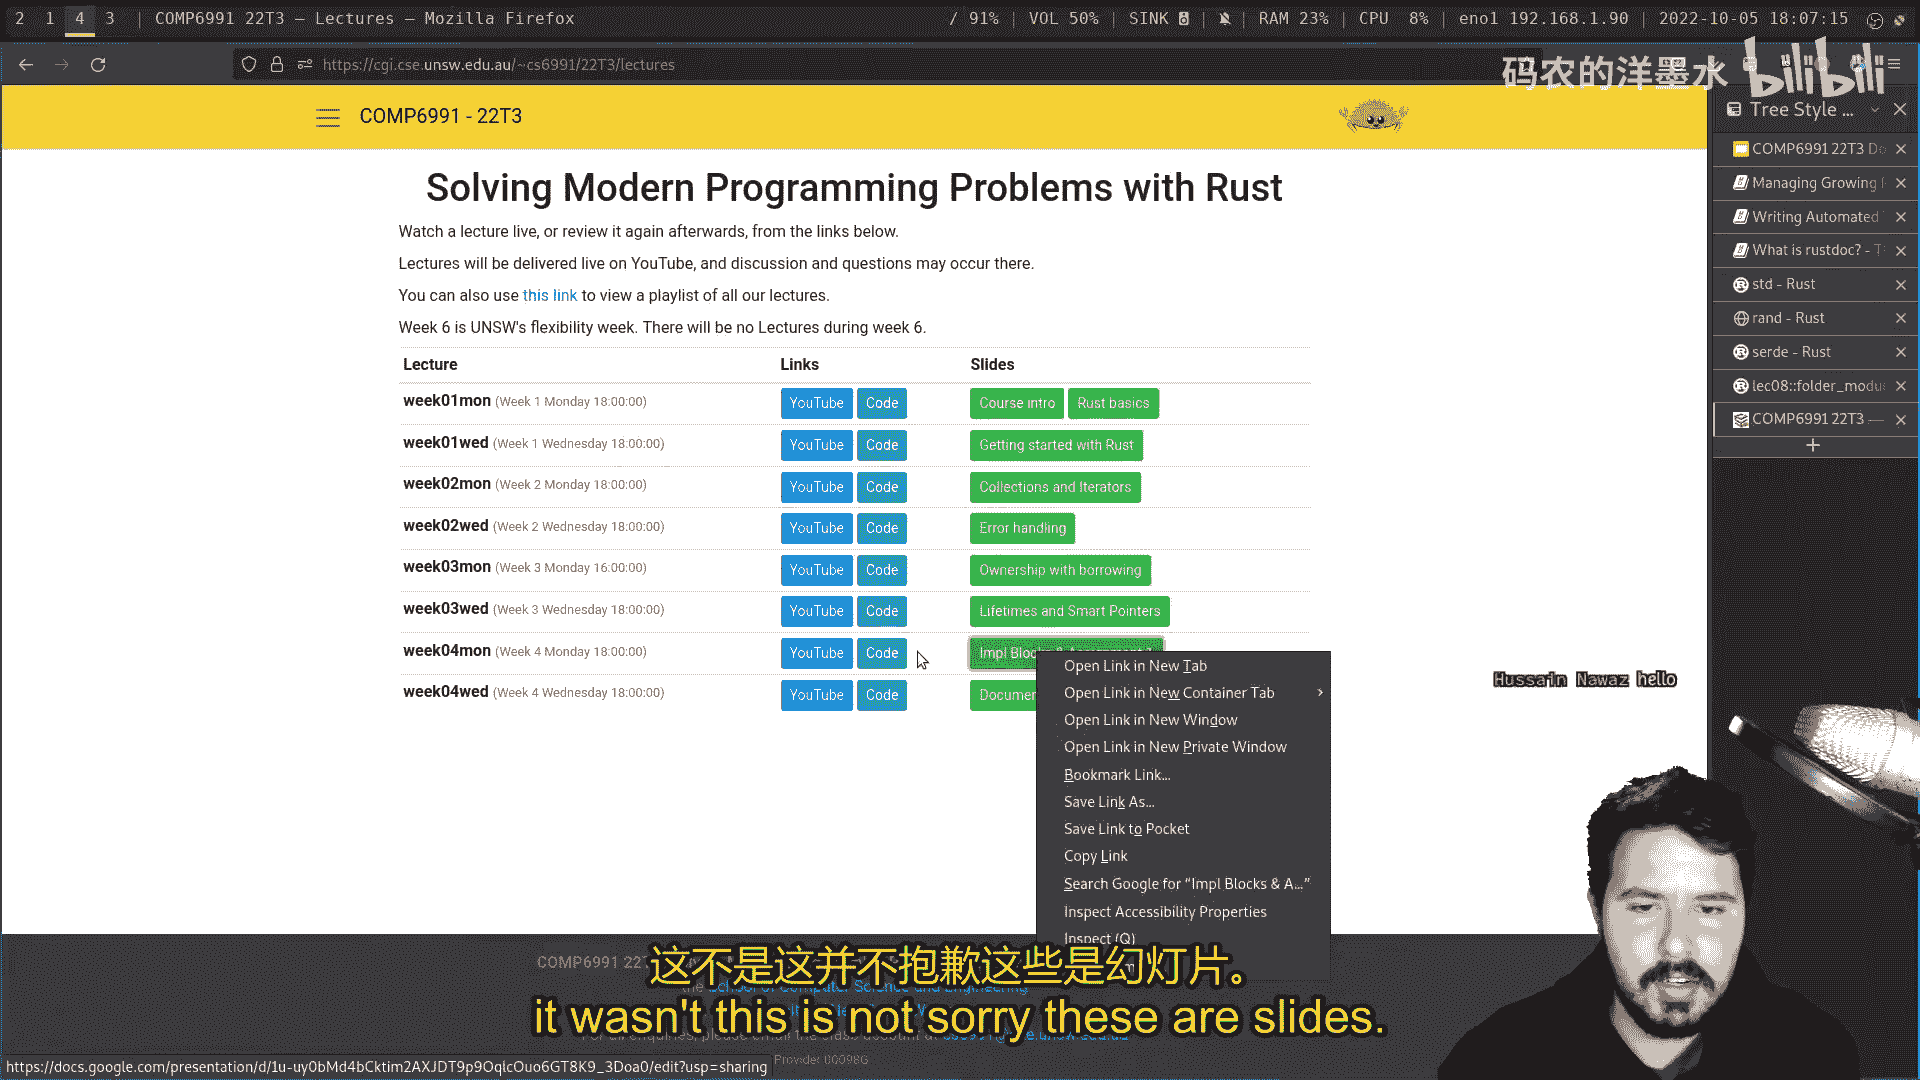 2 1 4 3 | COMP6991 22T3 — Lectures — Mozilla Firefox
/ 91% | VOL 50% | SINK | RAM 23% | CPU 8% | eno1 192.168.1.90 | 2022-10-05 18:07:15
https://cgi.cse.unsw.edu.au/~cs6991/22T3/lectures
码农的洋墨水 bilibili
COMP6991 - 22T3
Tree Style ...
COMP6991 22T3 Do
Managing Growing
Writing Automated
What is rustdoc? - T
std - Rust
rand - Rust
serde - Rust
lec08::folder_modu
COMP6991 22T3 —
Solving Modern Programming Problems with Rust
Watch a lecture live, or review it again afterwards, from the links below.
Lectures will be delivered live on YouTube, and discussion and questions may occur there.
You can also use this link to view a playlist of all our lectures.
Week 6 is UNSW's flexibility week. There will be no Lectures during week 6.
Lecture Links Slides
week01mon (Week 1 Monday 18:00:00) YouTube Code Course intro Rust basics
week01wed (Week 1 Wednesday 18:00:00) YouTube Code Getting started with Rust
week02mon (Week 2 Monday 18:00:00) YouTube Code Collections and Iterators
week02wed (Week 2 Wednesday 18:00:00) YouTube Code Error handling
week03mon (Week 3 Monday 16:00:00) YouTube Code Ownership with borrowing
week03wed (Week 3 Wednesday 18:00:00) YouTube Code Lifetimes and Smart Pointers
week04mon (Week 4 Monday 18:00:00) YouTube Code Impl Bloc
week04wed (Week 4 Wednesday 18:00:00) YouTube Code Documen
Open Link in New Tab
Open Link in New Container Tab
Open Link in New Window
Open Link in New Private Window
Bookmark Link...
Save Link As...
Save Link to Pocket
Copy Link
Search Google for “Impl Blocks & A...”
Inspect Accessibility Properties
Inspect (Q)
Hussain Nawaz hello
COMP6991 22
这不是这并不抱歉这些是幻灯片。
it wasn't this is not sorry these are slides.
https://docs.google.com/presentation/d/1u-uy0bMd4bCktim2AXJDT9p9OqlcOuo6GT8K9_3Doa0/edit?usp=sharing
Provider 00098G